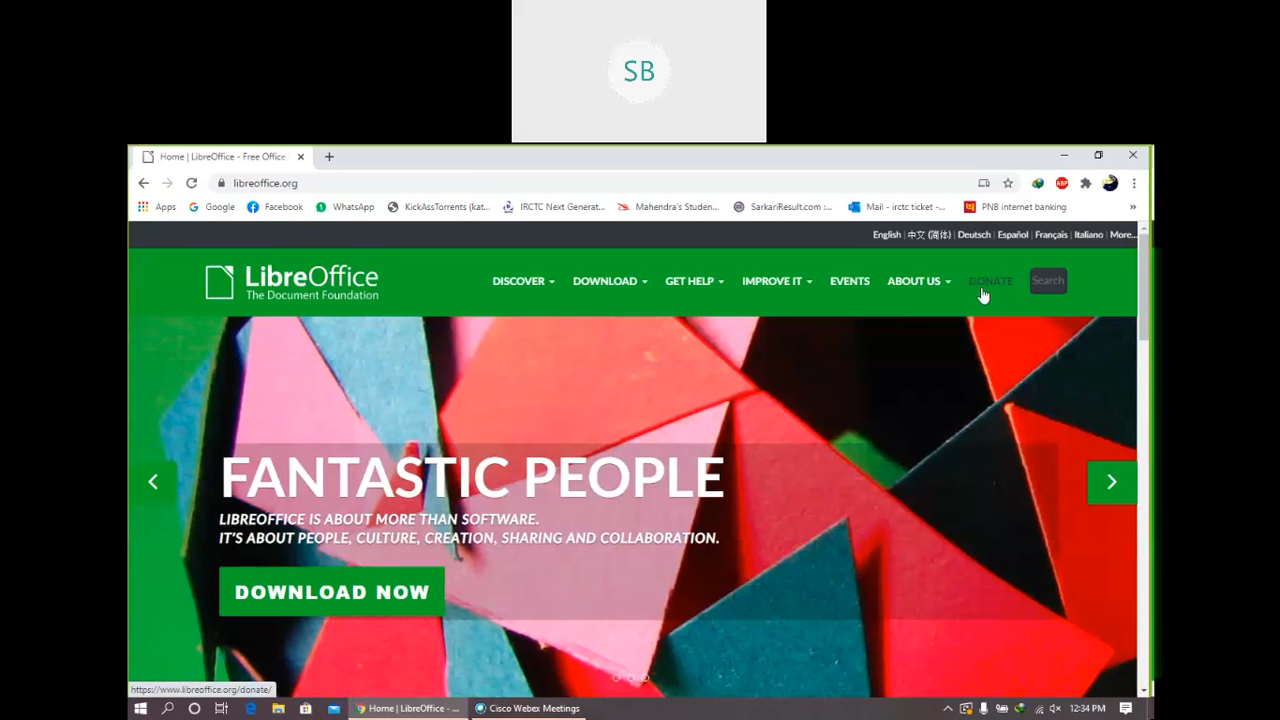 SB
Home | LibreOffice - Free Office
libreoffice.org
Apps Google Facebook WhatsApp KickAssTorrents (kat... IRCTC Next Generat... Mahendra's Studen... SarkariResult.com :... Mail - irctc ticket -... PNB internet banking »
ABP
English | 中文 (简体) | Deutsch | Español | Français | Italiano | More...
LibreOffice
The Document Foundation
DISCOVER DOWNLOAD GET HELP IMPROVE IT EVENTS ABOUT US DONATE Search
FANTASTIC PEOPLE
LIBREOFFICE IS ABOUT MORE THAN SOFTWARE.
IT'S ABOUT PEOPLE, CULTURE, CREATION, SHARING AND COLLABORATION.
DOWNLOAD NOW
https://www.libreoffice.org/donate/
Home | LibreOffice - ... Cisco Webex Meetings 12:34 PM